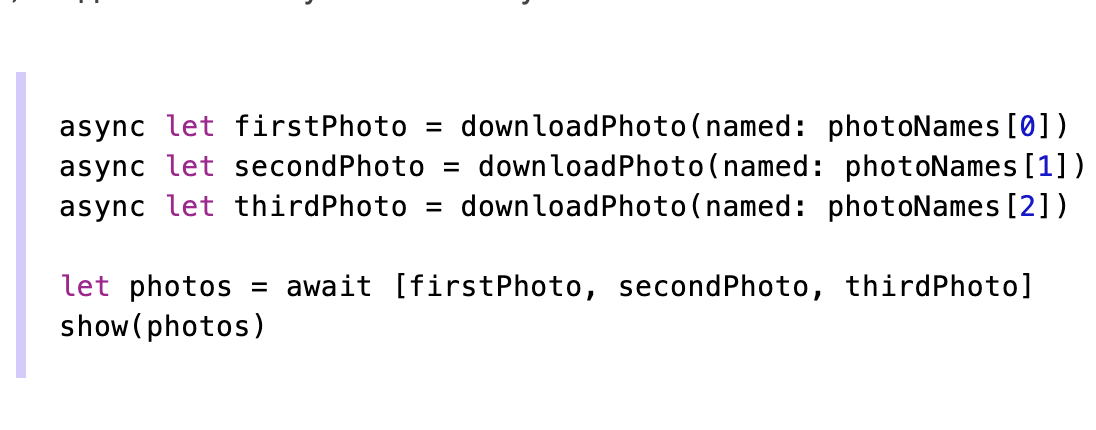 async let firstPhoto = downloadPhoto(named: photoNames[0])
async let secondPhoto = downloadPhoto(named: photoNames[1])
async let thirdPhoto = downloadPhoto(named: photoNames[2])
let photos = await [firstPhoto, secondPhoto, thirdPhoto]
show(photos)